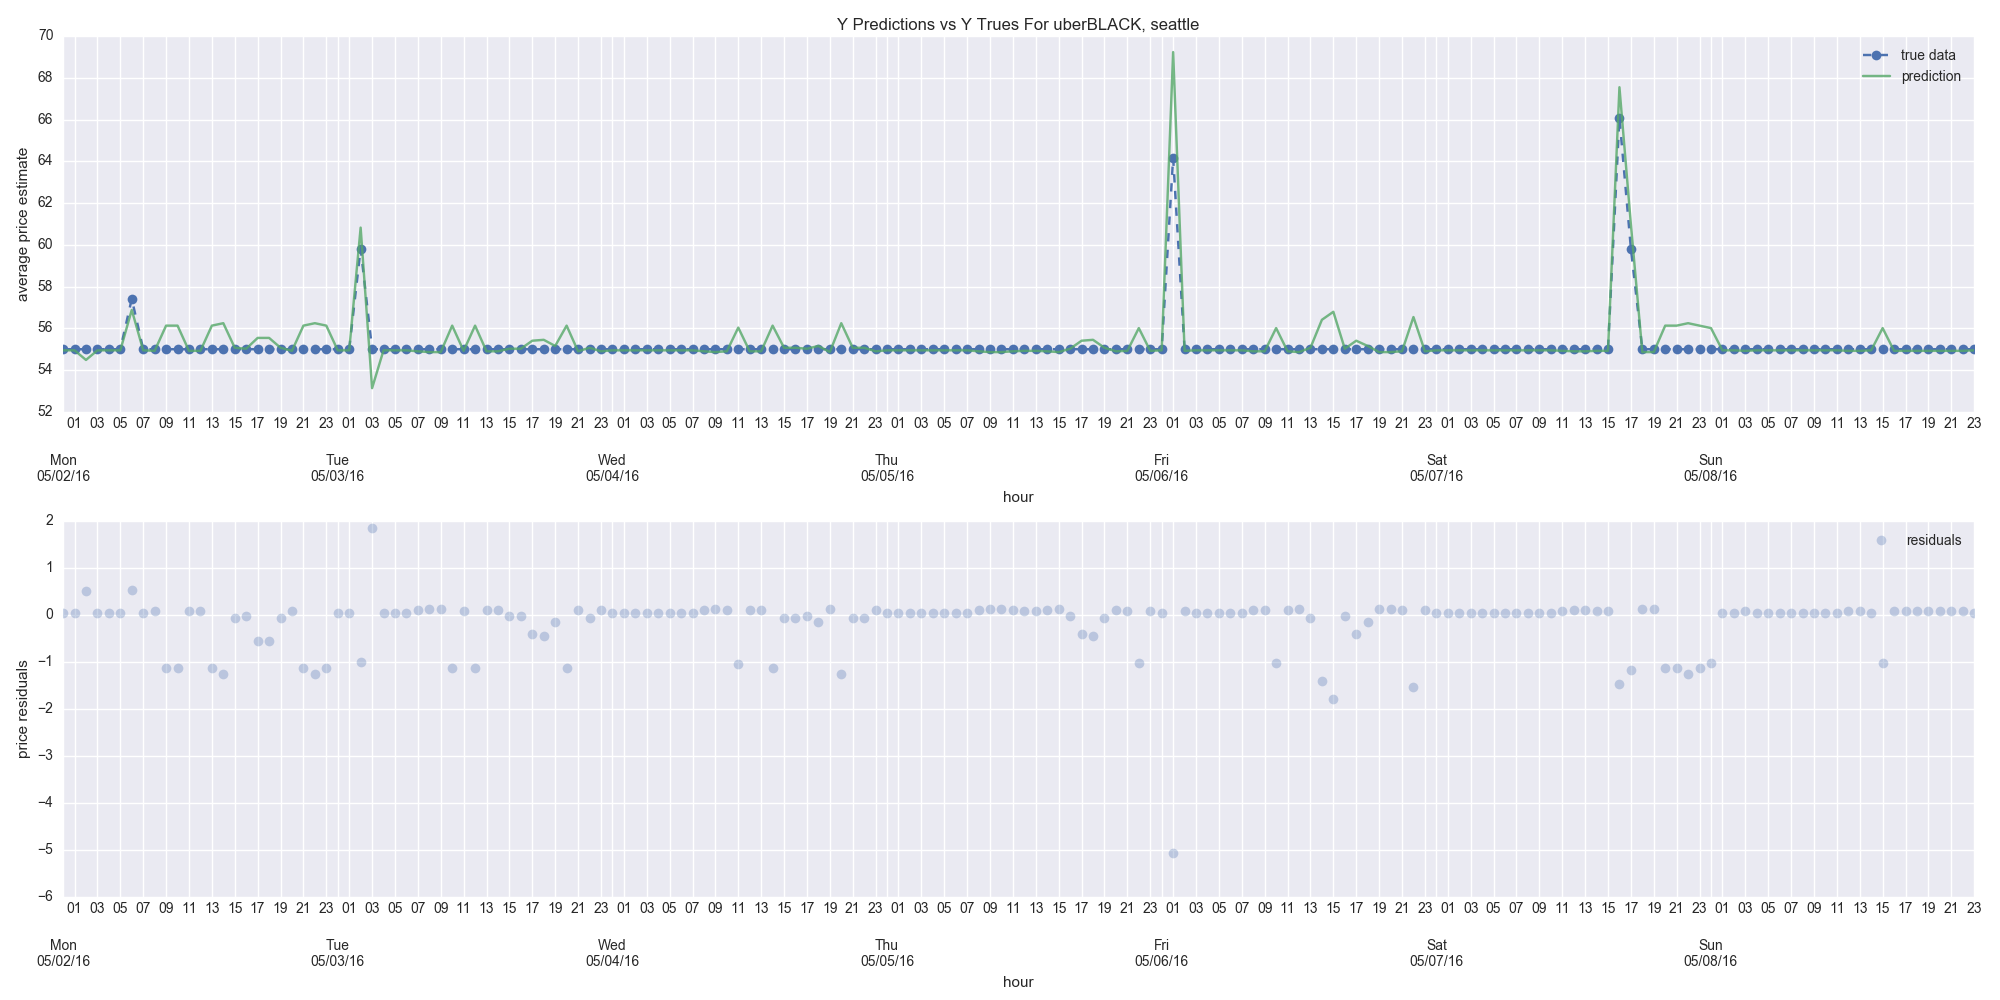 Y Predictions vs Y Trues For uberBLACK, seattle
70
68
66
64
62
60
58
56
54
52
average price estimate
true data
prediction
01 03 05 07 09 11 13 15 17 19 21 23 01 03 05 07 09 11 13 15 17 19 21 23 01 03 05 07 09 11 13 15 17 19 21 23 01 03 05 07 09 11 13 15 17 19 21 23 01 03 05 07 09 11 13 15 17 19 21 23 01 03 05 07 09 11 13 15 17 19 21 23 01 03 05 07 09 11 13 15 17 19 21 23
Mon Tue Wed Thu Fri Sat Sun
05/02/16 05/03/16 05/04/16 05/05/16 05/06/16 05/07/16 05/08/16
hour
2
1
0
−1
−2
−3
−4
−5
−6
price residuals
residuals
01 03 05 07 09 11 13 15 17 19 21 23 01 03 05 07 09 11 13 15 17 19 21 23 01 03 05 07 09 11 13 15 17 19 21 23 01 03 05 07 09 11 13 15 17 19 21 23 01 03 05 07 09 11 13 15 17 19 21 23 01 03 05 07 09 11 13 15 17 19 21 23 01 03 05 07 09 11 13 15 17 19 21 23
Mon Tue Wed Thu Fri Sat Sun
05/02/16 05/03/16 05/04/16 05/05/16 05/06/16 05/07/16 05/08/16
hour